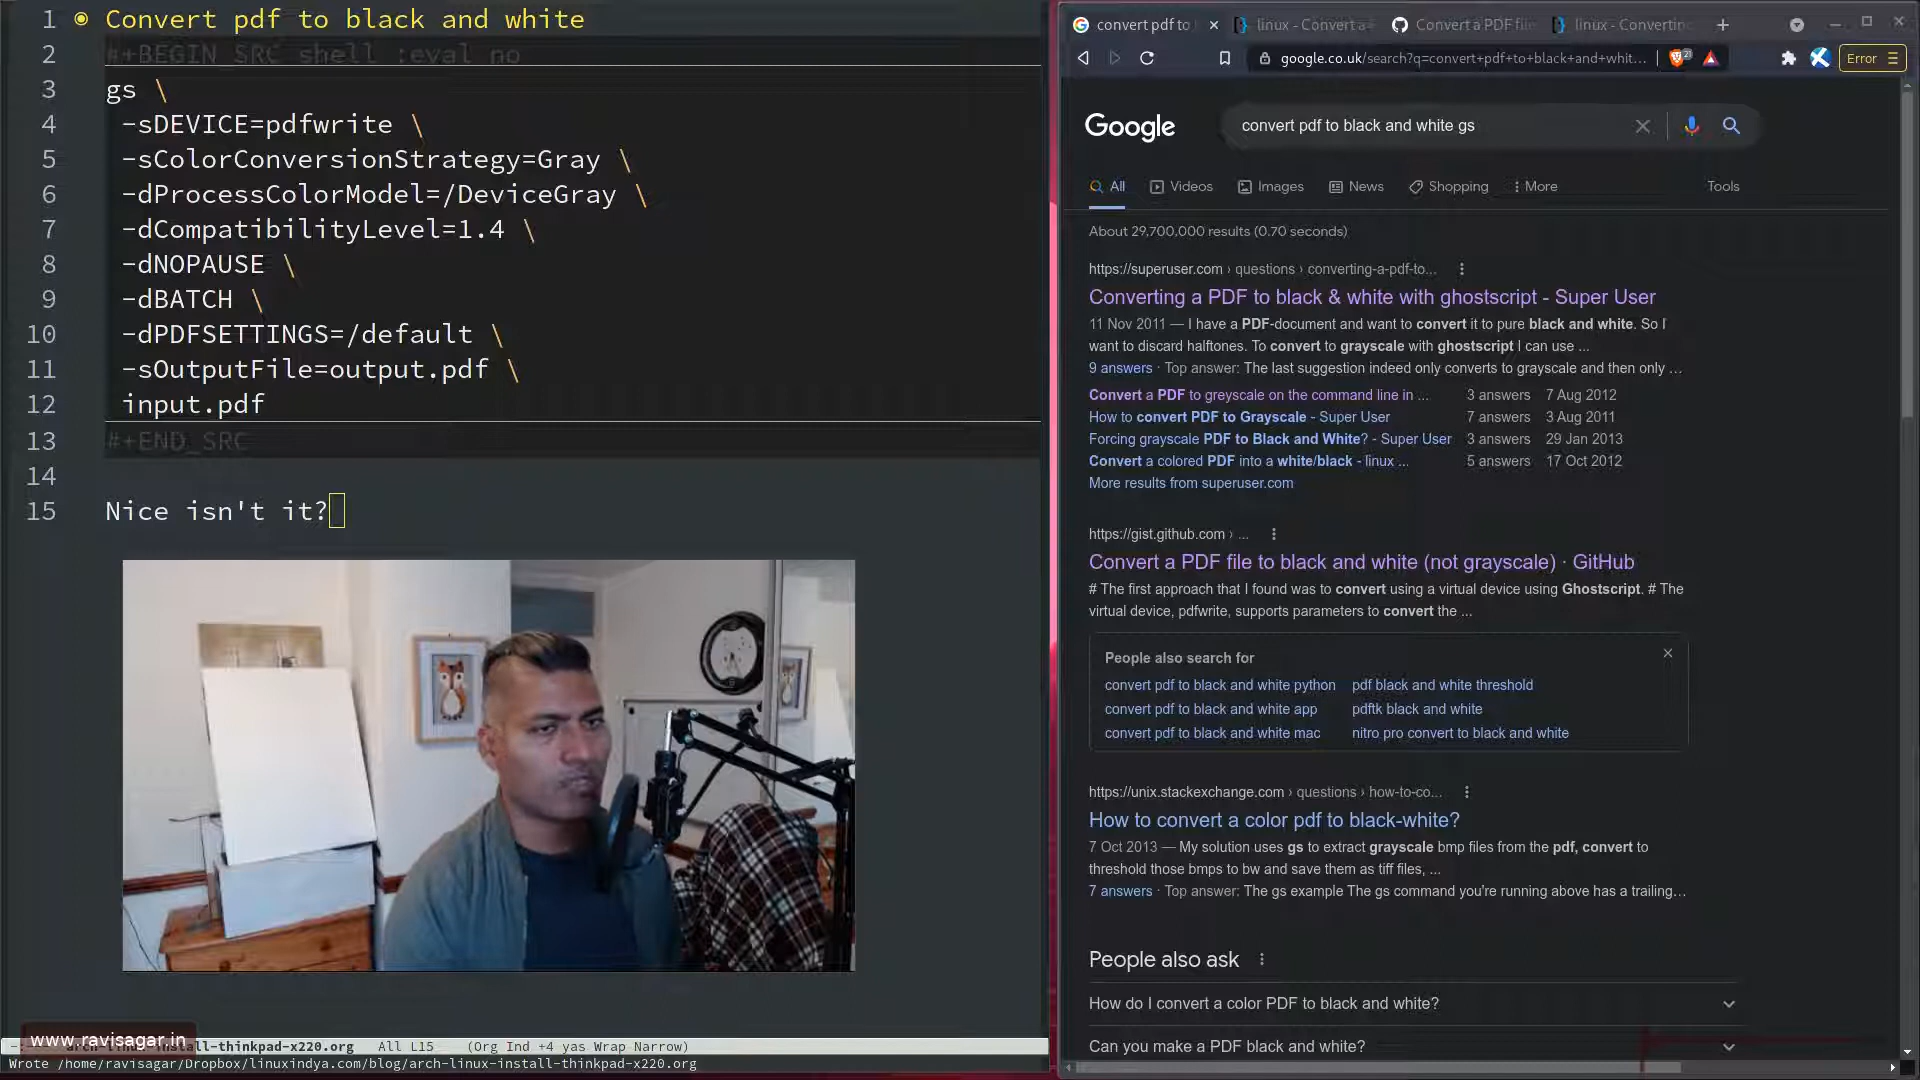 1 Convert pdf to black and white
2 #+BEGIN_SRC shell :eval no
3 gs \
4 -sDEVICE=pdfwrite \
5 -sColorConversionStrategy=Gray \
6 -dProcessColorModel=/DeviceGray \
7 -dCompatibilityLevel=1.4 \
8 -dNOPAUSE \
9 -dBATCH \
10 -dPDFSETTINGS=/default \
11 -sOutputFile=output.pdf \
12 input.pdf
13 #+END_SRC
14
15 Nice isn't it?
www.ravisagar.in
ll-thinkpad-x220.org All L15 (Org Ind +4 yas Wrap Narrow)
Wrote /home/ravisagar/Dropbox/linuxindya.com/blog/arch-linux-install-thinkpad-x220.org
convert pdf to
linux - Convert a
Convert a PDF file
linux - Converting
google.co.uk/search?q=convert+pdf+to+black+and+whit...
21
Error
Google
convert pdf to black and white gs
All Videos Images News Shopping More Tools
About 29,700,000 results (0.70 seconds)
https://superuser.com › questions › converting-a-pdf-to...
Converting a PDF to black & white with ghostscript - Super User
11 Nov 2011 — I have a PDF-document and want to convert it to pure black and white. So I
want to discard halftones. To convert to grayscale with ghostscript I can use ...
9 answers · Top answer: The last suggestion indeed only converts to grayscale and then only ...
Convert a PDF to greyscale on the command line in ... 3 answers 7 Aug 2012
How to convert PDF to Grayscale - Super User 7 answers 3 Aug 2011
Forcing grayscale PDF to Black and White? - Super User 3 answers 29 Jan 2013
Convert a colored PDF into a white/black - linux ... 5 answers 17 Oct 2012
More results from superuser.com
https://gist.github.com › ...
Convert a PDF file to black and white (not grayscale) · GitHub
# The first approach that I found was to convert using a virtual device using Ghostscript. # The
virtual device, pdfwrite, supports parameters to convert the ...
People also search for
convert pdf to black and white python pdf black and white threshold
convert pdf to black and white app pdftk black and white
convert pdf to black and white mac nitro pro convert to black and white
https://unix.stackexchange.com › questions › how-to-co...
How to convert a color pdf to black-white?
7 Oct 2013 — My solution uses gs to extract grayscale bmp files from the pdf, convert to
threshold those bmps to bw and save them as tiff files, ...
7 answers · Top answer: The gs example The gs command you're running above has a trailing...
People also ask
How do I convert a color PDF to black and white?
Can you make a PDF black and white?